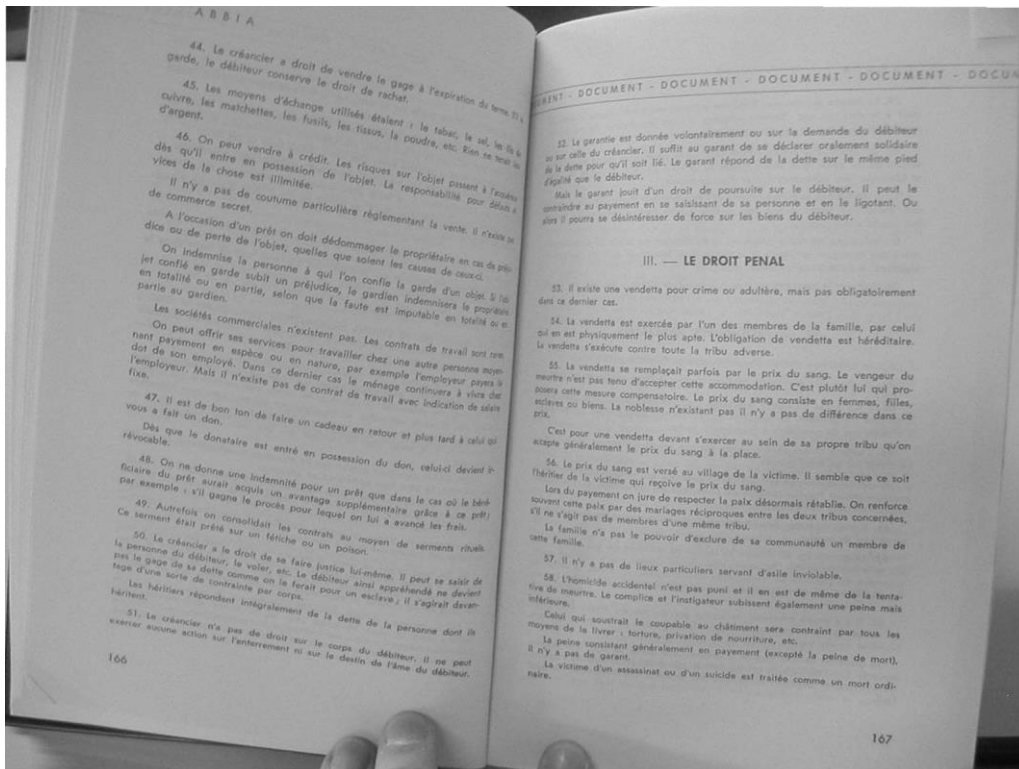 ABBIA
44. Le créancier a droit de vendre le gage à l'expiration du terme. S'il
garde, le débiteur conserve le droit de rachat.
45. Les moyens d'échange utilisés étaient : le tabac, le sel, les fils de
cuivre, les matchettes, les fusils, les tissus, la poudre, etc. Rien ne
d'argent.
46. On peut vendre à crédit. Les risques sur l'objet passent à l'acquéreur
dès qu'il entre en possession de l'objet. La responsabilité pour défauts
vices de la chose est illimitée.
Il n'y a pas de coutume particulière réglementant la vente. Il n'existe pas
de commerce secret.
A l'occasion d'un prêt on doit dédommager le propriétaire en cas de préju-
dice ou de perte de l'objet, quelles que soient les causes de ceux-ci.
On indemnise la personne à qui l'on confie la garde d'un objet. Si l'ob-
jet confié en garde subit un préjudice, le gardien indemnisera le propriétaire
en totalité ou en partie, selon que la faute est imputable en totalité ou en
partie au gardien.
Les sociétés commerciales n'existent pas. Les contrats de travail sont rares.
On peut offrir ses services pour travailler chez une autre personne moyen-
nant payement en espèce ou en nature, par exemple l'employeur payera la
dot de son employé. Dans ce dernier cas le ménage continuera à vivre chez
l'employeur. Mais il n'existe pas de contrat de travail avec indication de salaire
fixe.
47. Il est de bon ton de faire un cadeau en retour et plus tard à celui qui
vous a fait un don.
Dès que le donataire est entré en possession du don, celui-ci devient ir-
révocable.
48. On ne donne une indemnité pour un prêt que dans le cas où le béné-
ficiaire du prêt aurait acquis un avantage supplémentaire grâce à ce prêt;
par exemple : s'il gagne le procès pour lequel on lui a avancé les frais.
49. Autrefois on consolidait les contrats au moyen de serments rituels.
Ce serment était prêté sur un fétiche ou un poison.
50. Le créancier a le droit de se faire justice lui-même. Il peut se saisir de
la personne du débiteur, le voler, etc. Le débiteur ainsi appréhendé ne devient
pas le gage de sa dette comme on le ferait pour un esclave ; il s'agirait davan-
tage d'une sorte de contrainte par corps.
Les héritiers répondent intégralement de la dette de la personne dont ils
héritent.
51. Le créancier n'a pas de droit sur le corps du débiteur. Il ne peut
exercer aucune action sur l'enterrement ni sur le destin de l'âme du débiteur.
166
DOCUMENT - DOCUMENT - DOCUMENT - DOCUMENT - DOCUM
52. La garantie est donnée volontairement ou sur la demande du débiteur
ou sur celle du créancier. Il suffit au garant de se déclarer oralement solidaire
de la dette pour qu'il soit lié. Le garant répond de la dette sur le même pied
d'égalité que le débiteur.
Mais le garant jouit d'un droit de poursuite sur le débiteur. Il peut le
contraindre au payement en se saisissant de sa personne et en le ligotant. Ou
alors il pourra se désintéresser de force sur les biens du débiteur.
III. — LE DROIT PENAL
53. Il existe une vendetta pour crime ou adultère, mais pas obligatoirement
dans ce dernier cas.
54. La vendetta est exercée par l'un des membres de la famille, par celui
qui en est physiquement le plus apte. L'obligation de vendetta est héréditaire.
La vendetta s'exécute contre toute la tribu adverse.
55. La vendetta se remplaçait parfois par le prix du sang. Le vengeur du
meurtre n'est pas tenu d'accepter cette accommodation. C'est plutôt lui qui pro-
posera cette mesure compensatoire. Le prix du sang consiste en femmes, filles,
esclaves ou biens. La noblesse n'existant pas il n'y a pas de différence dans ce
prix.
C'est pour une vendetta devant s'exercer au sein de sa propre tribu qu'on
accepte généralement le prix du sang à la place.
56. Le prix du sang est versé au village de la victime. Il semble que ce soit
l'héritier de la victime qui reçoive le prix du sang.
Lors du payement on jure de respecter la paix désormais rétablie. On renforce
souvent cette paix par des mariages réciproques entre les deux tribus concernées,
s'il ne s'agit pas de membres d'une même tribu.
La famille n'a pas le pouvoir d'exclure de sa communauté un membre de
cette famille.
57. Il n'y a pas de lieux particuliers servant d'asile inviolable.
58. L'homicide accidentel n'est pas puni et il en est de même de la tenta-
tive de meurtre. Le complice et l'instigateur subissent également une peine mais
inférieure.
Celui qui soustrait le coupable au châtiment sera contraint par tous les
moyens de le livrer : torture, privation de nourriture, etc.
La peine consistant généralement en payement (excepté la peine de mort),
il n'y a pas de garant.
La victime d'un assassinat ou d'un suicide est traitée comme un mort ordi-
naire.
167